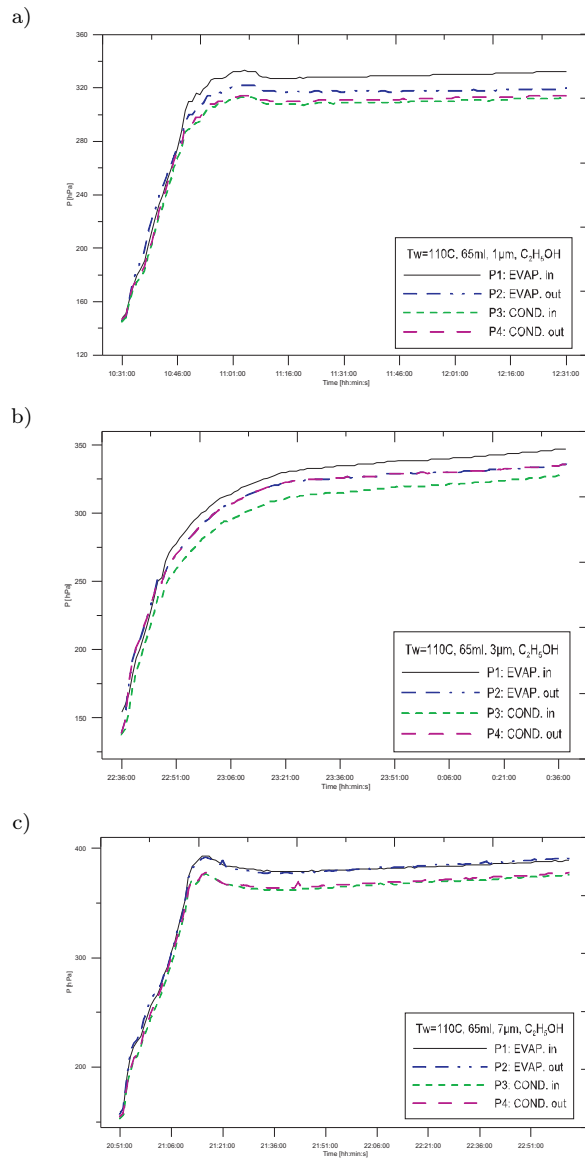 a)
360
320
280
240
200
160
120
P [hPa]
Tw=110C, 65ml, 1µm, C₂H₅OH
P1: EVAP. in
P2: EVAP. out
P3: COND. in
P4: COND. out
10:31:00 10:46:00 11:01:00 11:16:00 11:31:00 11:46:00 12:01:00 12:16:00 12:31:00
Time [hh:min:s]
b)
350
300
250
200
150
P [hPa]
Tw=110C, 65ml, 3µm, C₂H₅OH
P1: EVAP. in
P2: EVAP. out
P3: COND. in
P4: COND. out
22:36:00 22:51:00 23:06:00 23:21:00 23:36:00 23:51:00 0:06:00 0:21:00 0:36:00
Time [hh:min:s]
c)
400
300
200
P [hPa]
Tw=110C, 65ml, 7µm, C₂H₅OH
P1: EVAP. in
P2: EVAP. out
P3: COND. in
P4: COND. out
20:51:00 21:06:00 21:21:00 21:36:00 21:51:00 22:06:00 22:21:00 22:36:00 22:51:00
Time [hh:min:s]